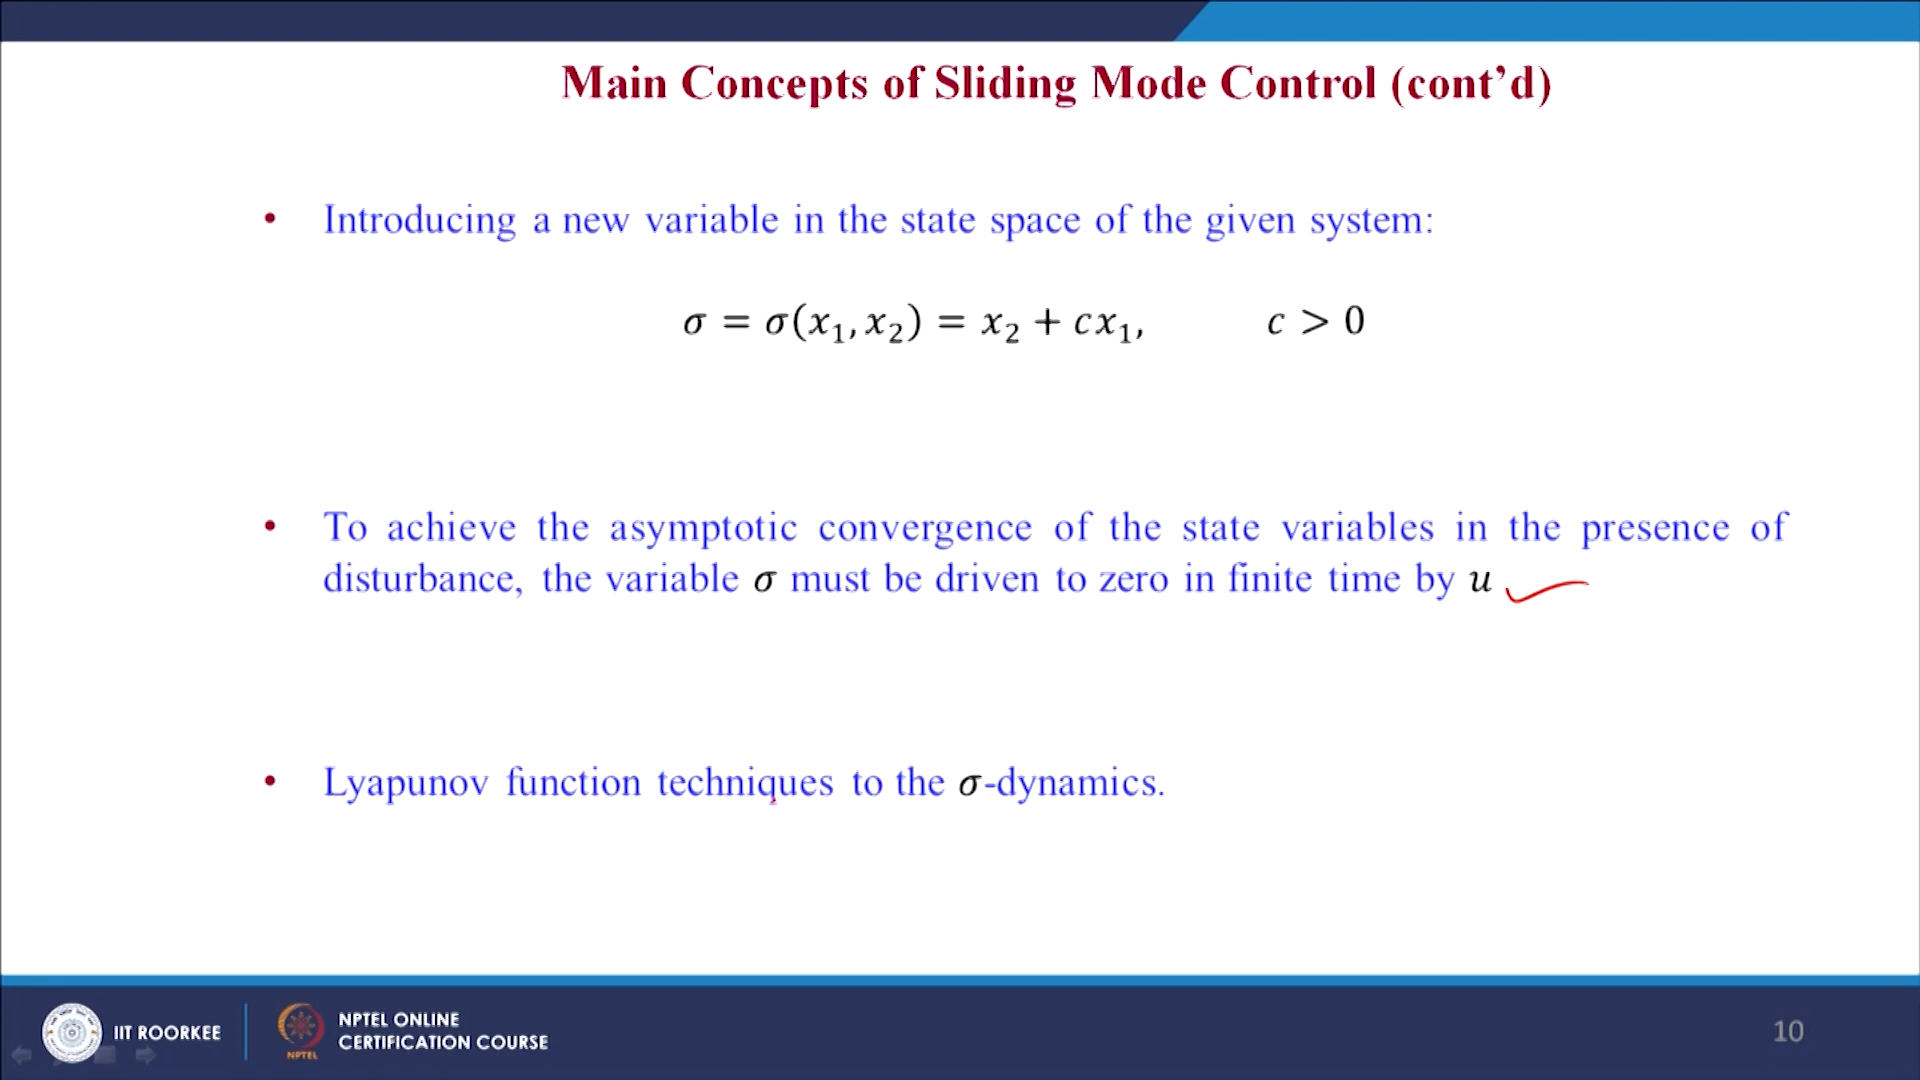 Main Concepts of Sliding Mode Control (cont’d)
• Introducing a new variable in the state space of the given system:
σ = σ(x₁, x₂) = x₂ + cx₁, c > 0
• To achieve the asymptotic convergence of the state variables in the presence of
disturbance, the variable σ must be driven to zero in finite time by u
• Lyapunov function techniques to the σ-dynamics.
IIT ROORKEE
NPTEL
NPTEL ONLINE
CERTIFICATION COURSE
10